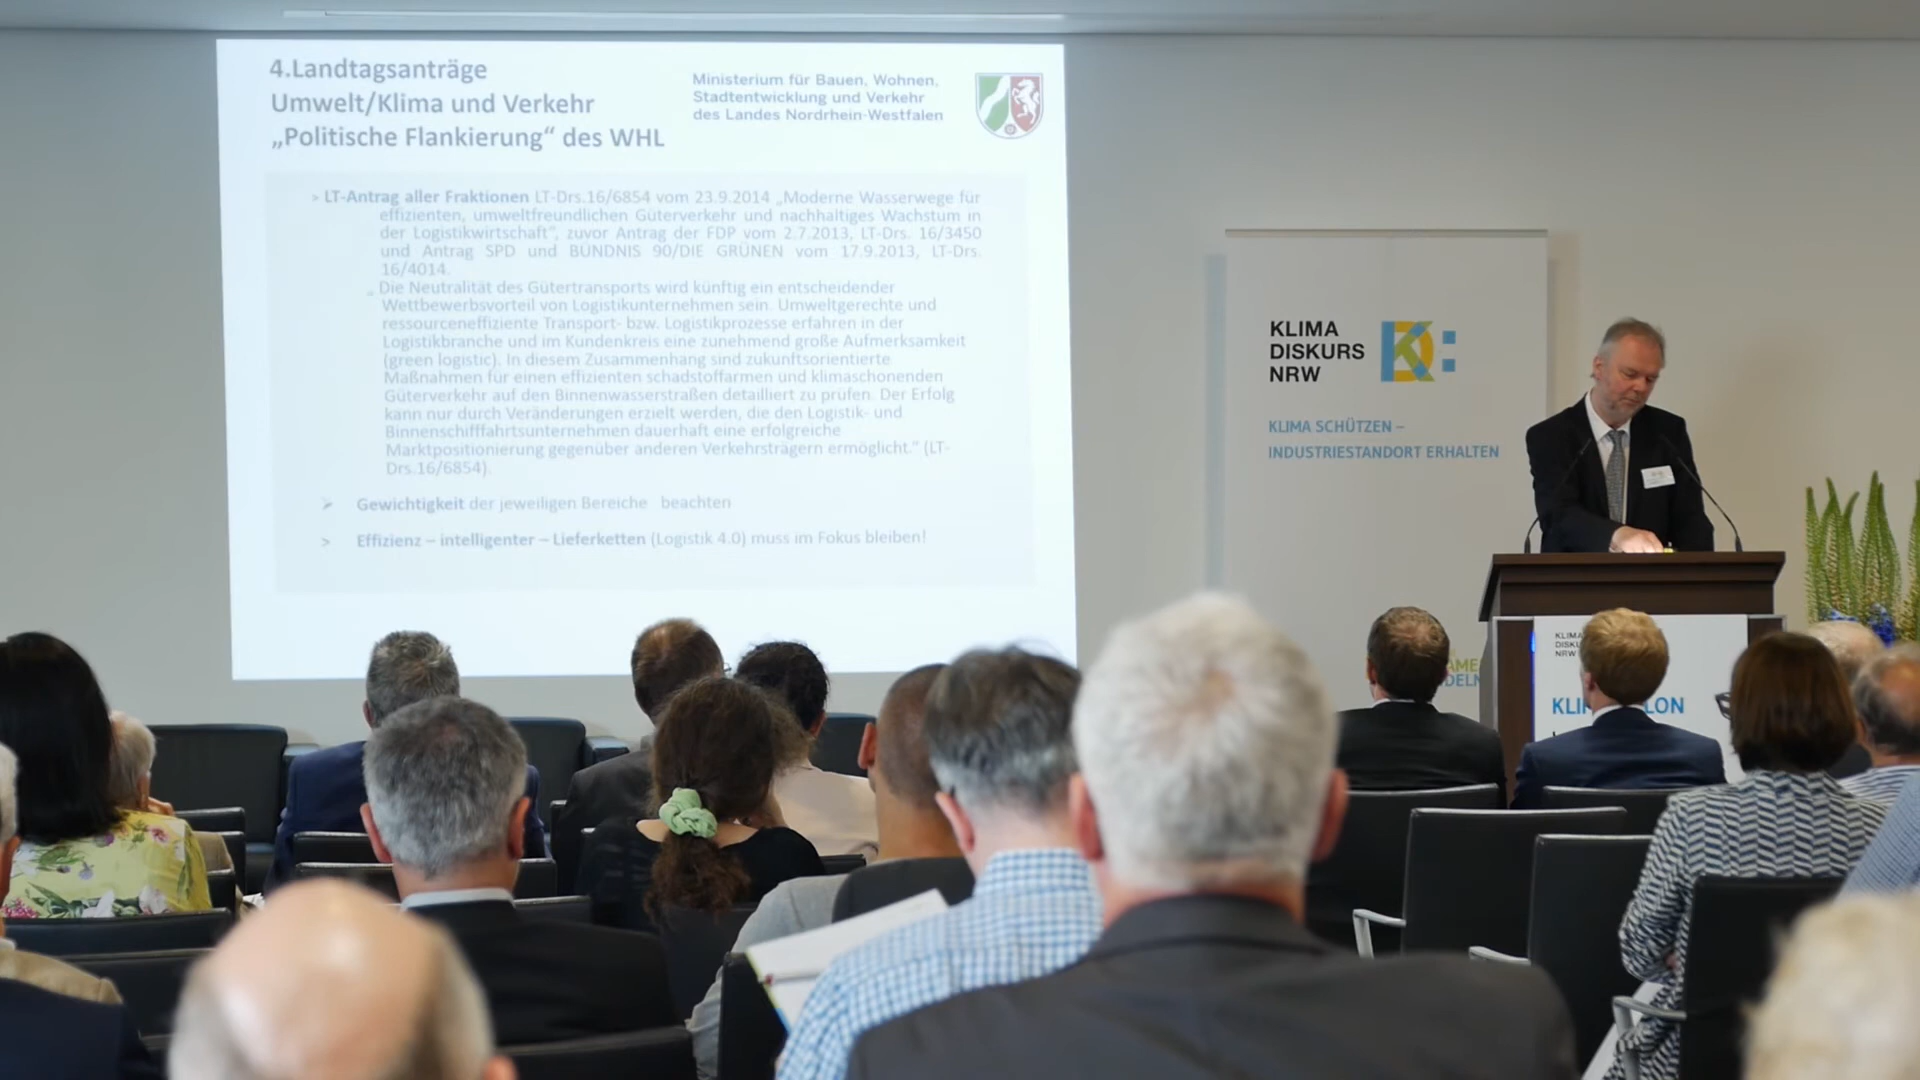 4.Landtagsanträge
Umwelt/Klima und Verkehr
„Politische Flankierung“ des WHL
Ministerium für Bauen, Wohnen,
Stadtentwicklung und Verkehr
des Landes Nordrhein-Westfalen
> LT-Antrag aller Fraktionen LT-Drs.16/6854 vom 23.9.2014 „Moderne Wasserwege für
effizienten, umweltfreundlichen Güterverkehr und nachhaltiges Wachstum in
der Logistikwirtschaft“, zuvor Antrag der FDP vom 2.7.2013, LT-Drs. 16/3450
und Antrag SPD und BÜNDNIS 90/DIE GRÜNEN vom 17.9.2013, LT-Drs.
16/4014.
„ Die Neutralität des Gütertransports wird künftig ein entscheidender
Wettbewerbsvorteil von Logistikunternehmen sein. Umweltgerechte und
ressourceneffiziente Transport- bzw. Logistikprozesse erfahren in der
Logistikbranche und im Kundenkreis eine zunehmend große Aufmerksamkeit
(green logistic). In diesem Zusammenhang sind zukunftsorientierte
Maßnahmen für einen effizienten schadstoffarmen und klimaschonenden
Güterverkehr auf den Binnenwasserstraßen detailliert zu prüfen. Der Erfolg
kann nur durch Veränderungen erzielt werden, die den Logistik- und
Binnenschifffahrtsunternehmen dauerhaft eine erfolgreiche
Marktpositionierung gegenüber anderen Verkehrsträgern ermöglicht.“ (LT-
Drs.16/6854).
➢ Gewichtigkeit der jeweiligen Bereiche beachten
> Effizienz – intelligenter – Lieferketten (Logistik 4.0) muss im Fokus bleiben!
KLIMA
DISKURS
NRW
KLIMA SCHÜTZEN –
INDUSTRIESTANDORT ERHALTEN
NRW